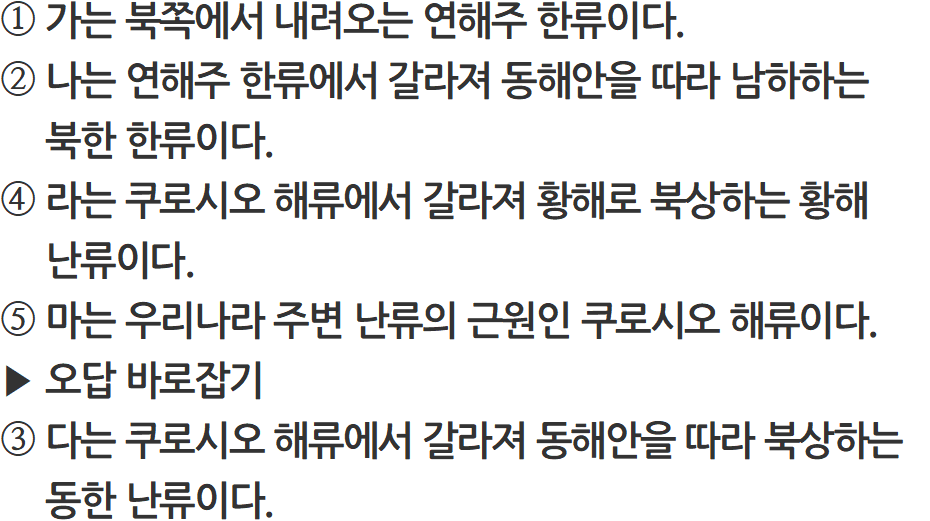 ① 가는 북쪽에서 내려오는 연해주 한류이다.
② 나는 연해주 한류에서 갈라져 동해안을 따라 남하하는
북한 한류이다.
④ 라는 쿠로시오 해류에서 갈라져 황해로 북상하는 황해
난류이다.
⑤ 마는 우리나라 주변 난류의 근원인 쿠로시오 해류이다.
▶ 오답 바로잡기
③ 다는 쿠로시오 해류에서 갈라져 동해안을 따라 북상하는
동한 난류이다.